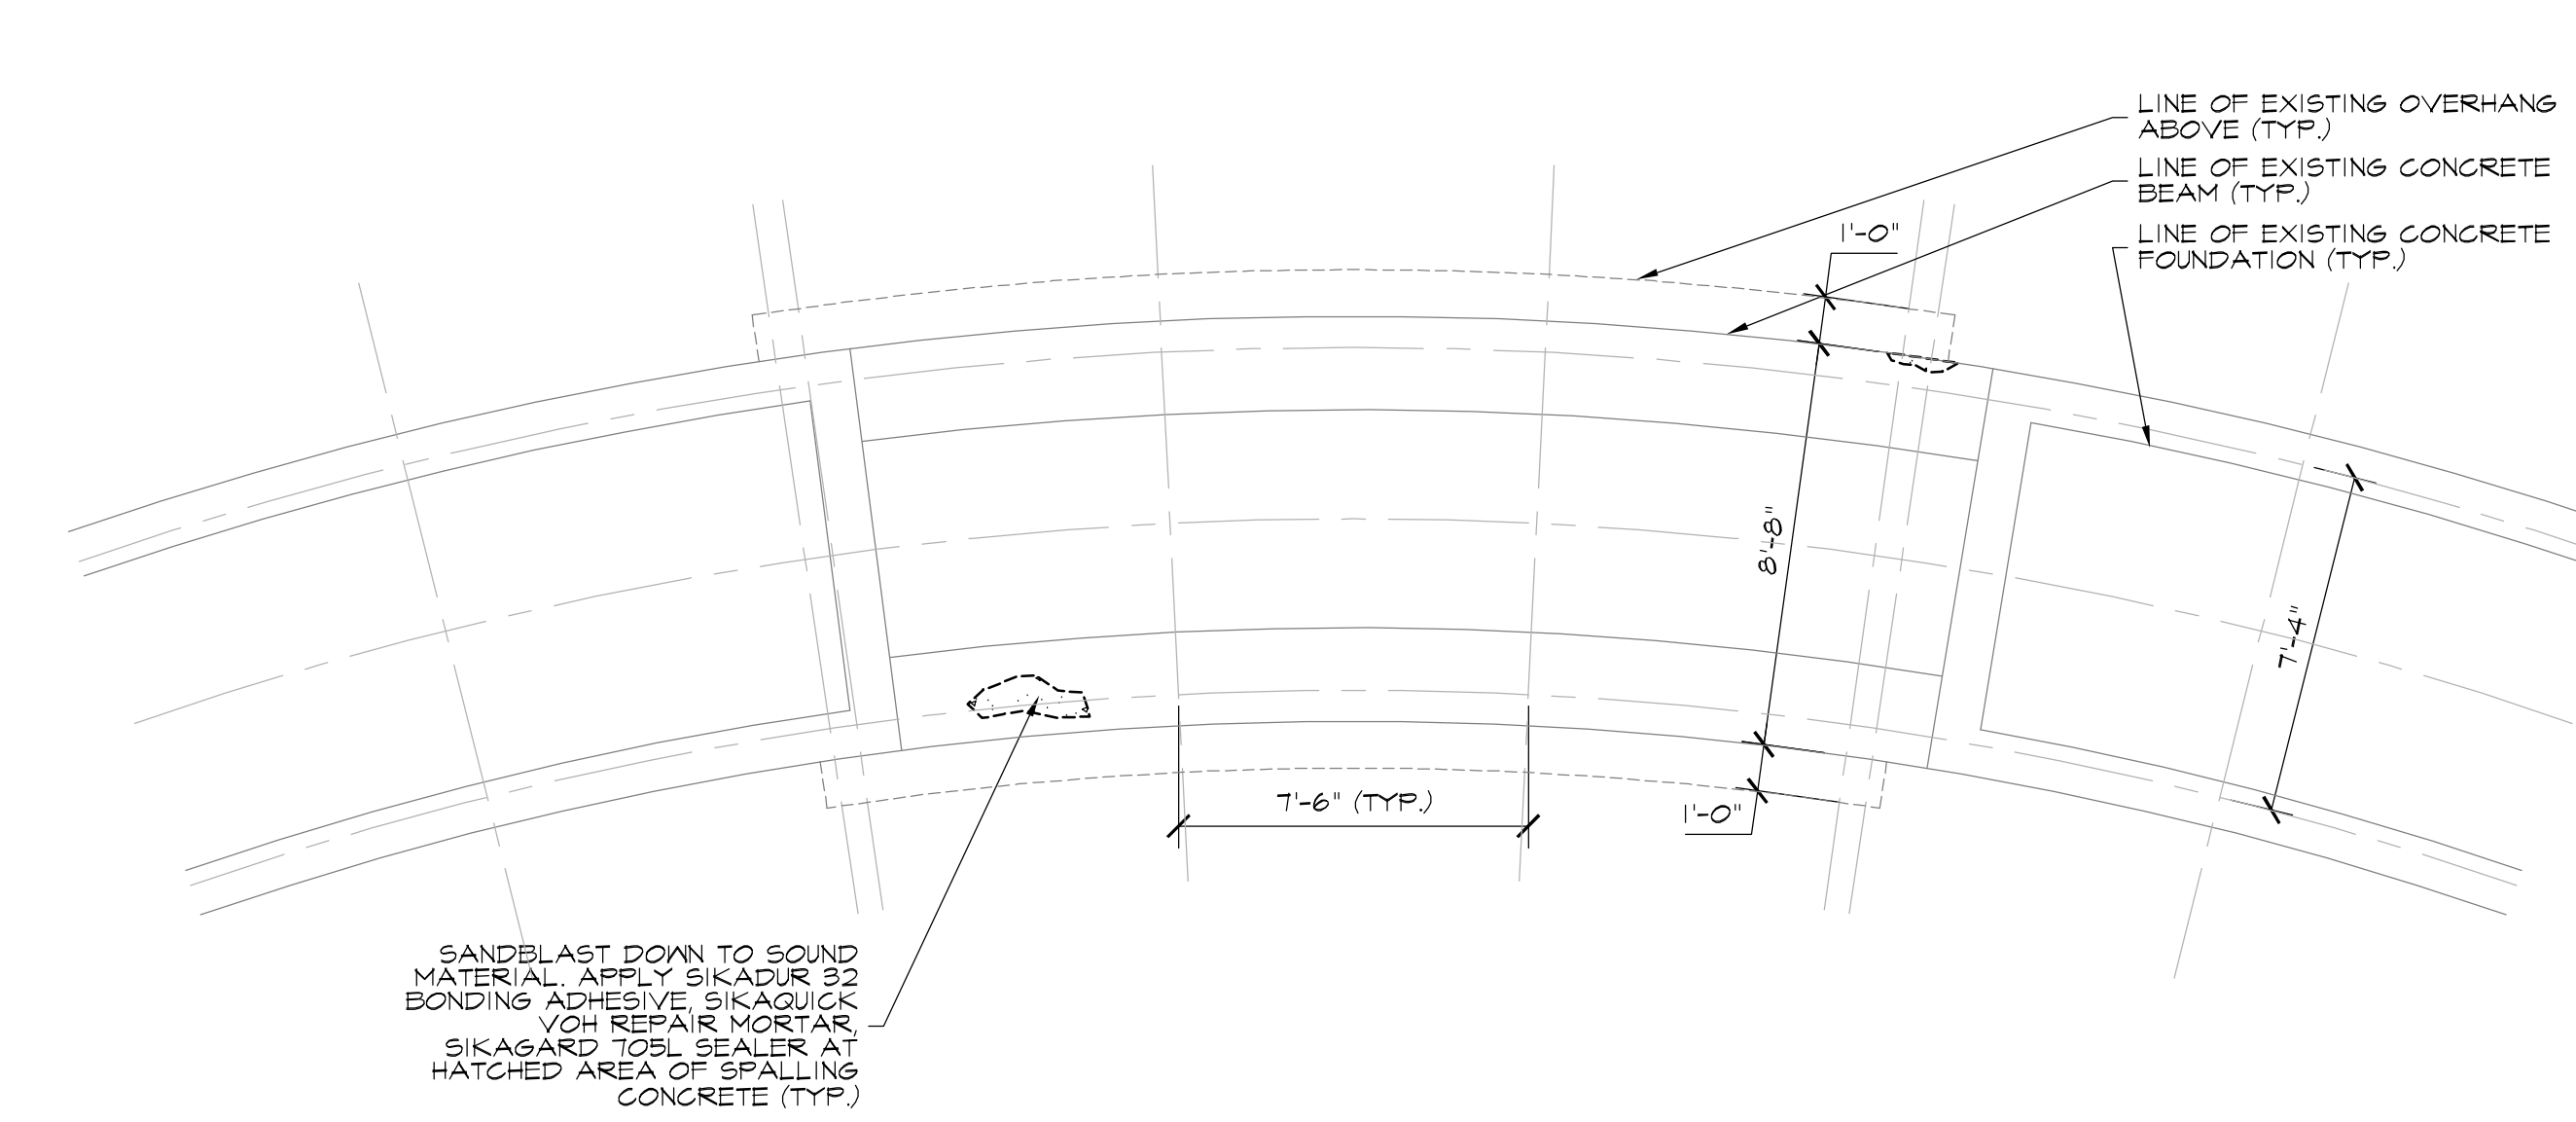 LINE OF EXISTING OVERHANG
ABOVE (TYP.)
LINE OF EXISTING CONCRETE
BEAM (TYP.)
LINE OF EXISTING CONCRETE
FOUNDATION (TYP.)
1'-0"
8'-8"
7'-4"
7'-6" (TYP.)
1'-0"
SANDBLAST DOWN TO SOUND
MATERIAL. APPLY SIKADUR 32
BONDING ADHESIVE, SIKAQUICK
VOH REPAIR MORTAR,
SIKAGARD 705L SEALER AT
HATCHED AREA OF SPALLING
CONCRETE (TYP.)